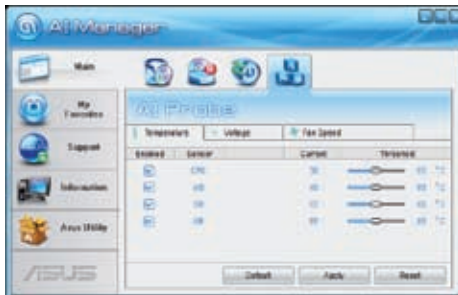 AI Manager
Main
My Favorites
Support
Information
Asus Utility
ASUS
AI Probe
Temperature
Voltage
Fan Speed
Enabled
Sensor
Current
Threshold
CPU
°C
°C
°C
°C
Default
Apply
Reset